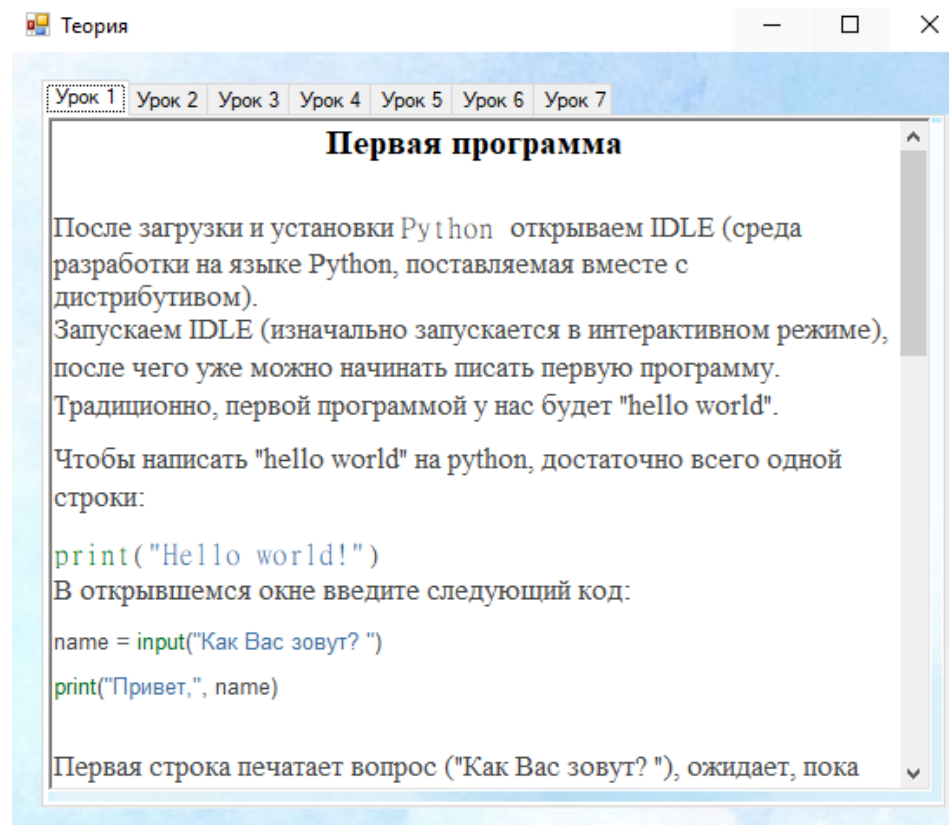 Теория
Урок 1 Урок 2 Урок 3 Урок 4 Урок 5 Урок 6 Урок 7
Первая программа
После загрузки и установки Python открываем IDLE (среда
разработки на языке Python, поставляемая вместе с
дистрибутивом).
Запускаем IDLE (изначально запускается в интерактивном режиме),
после чего уже можно начинать писать первую программу.
Традиционно, первой программой у нас будет "hello world".
Чтобы написать "hello world" на python, достаточно всего одной
строки:
print("Hello world!")
В открывшемся окне введите следующий код:
name = input("Как Вас зовут? ")
print("Привет,", name)
Первая строка печатает вопрос ("Как Вас зовут? "), ожидает, пока